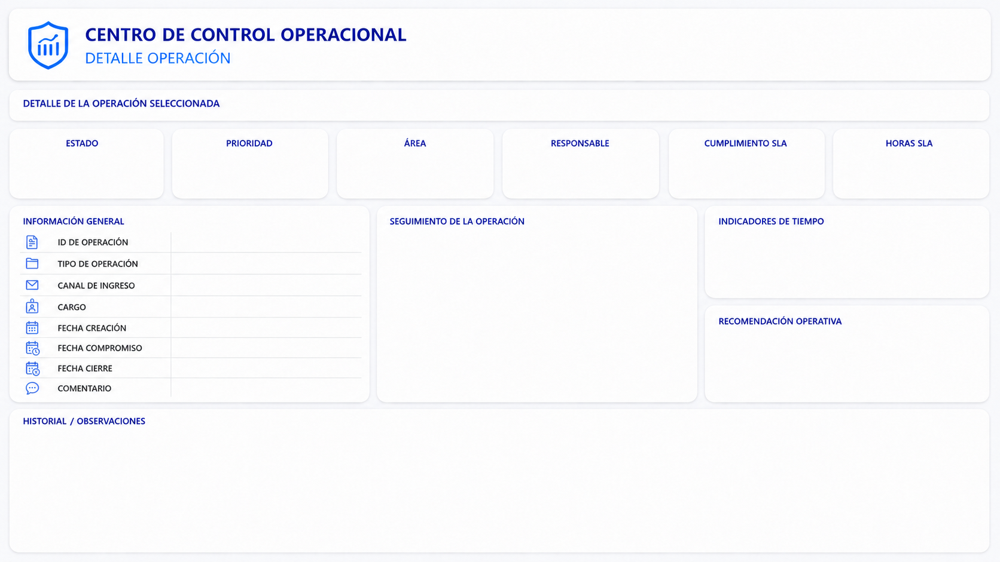 CENTRO DE CONTROL OPERACIONAL
DETALLE OPERACIÓN
DETALLE DE LA OPERACIÓN SELECCIONADA
ESTADO
PRIORIDAD
ÁREA
RESPONSABLE
CUMPLIMIENTO SLA
HORAS SLA
INFORMACIÓN GENERAL
ID DE OPERACIÓN
TIPO DE OPERACIÓN
CANAL DE INGRESO
CARGO
FECHA CREACIÓN
FECHA COMPROMISO
FECHA CIERRE
COMENTARIO
SEGUIMIENTO DE LA OPERACIÓN
INDICADORES DE TIEMPO
RECOMENDACIÓN OPERATIVA
HISTORIAL / OBSERVACIONES